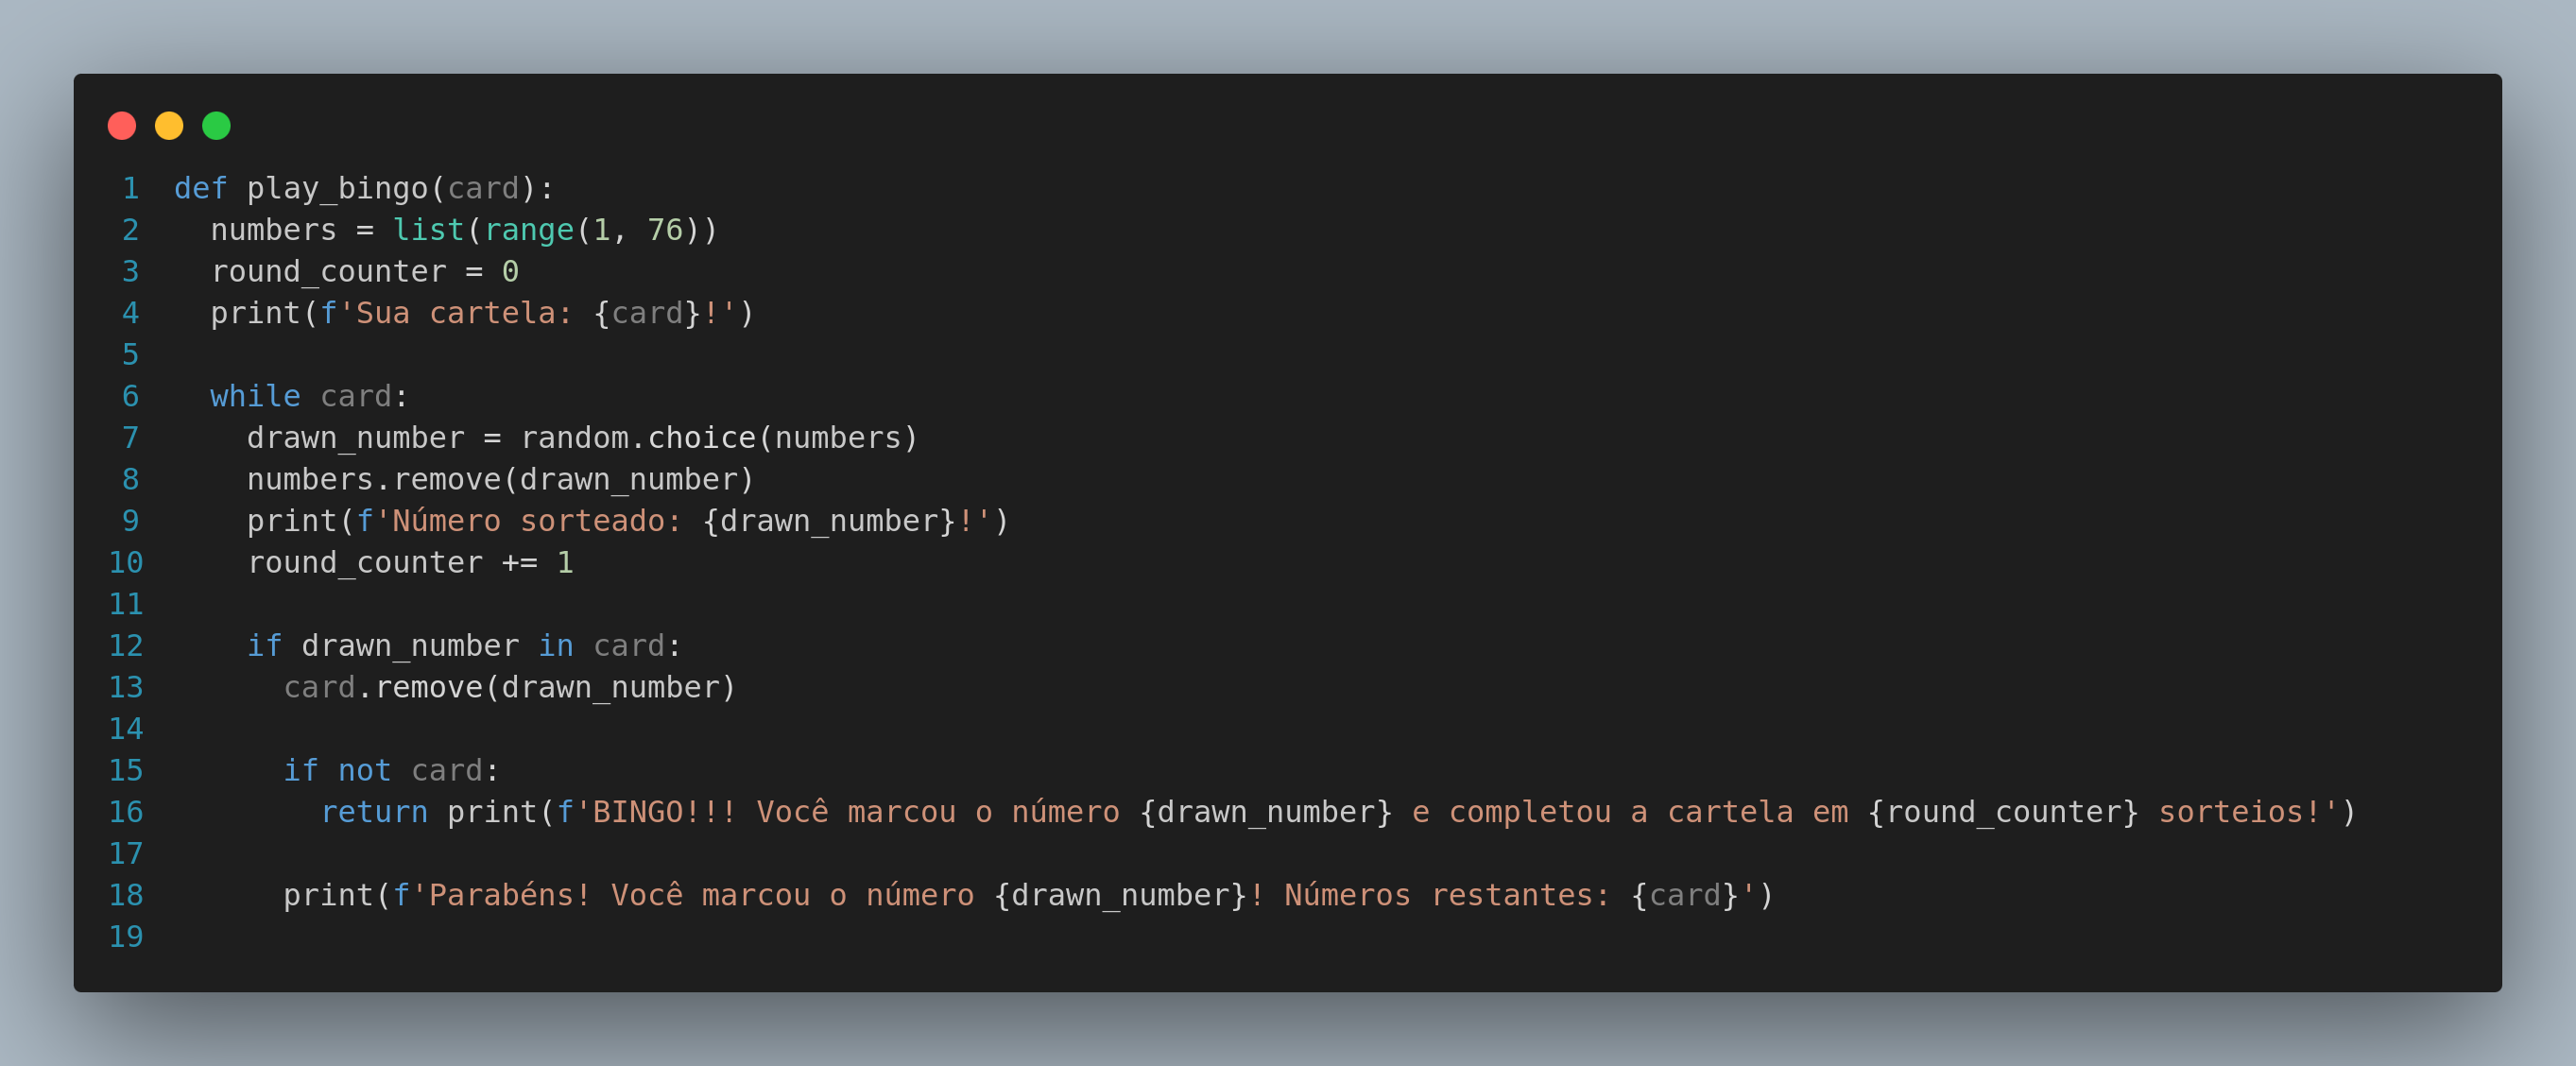 1 def play_bingo(card):
2   numbers = list(range(1, 76))
3   round_counter = 0
4   print(f'Sua cartela: {card}!')
5
6   while card:
7     drawn_number = random.choice(numbers)
8     numbers.remove(drawn_number)
9     print(f'Número sorteado: {drawn_number}!')
10     round_counter += 1
11
12     if drawn_number in card:
13       card.remove(drawn_number)
14
15       if not card:
16         return print(f'BINGO!!! Você marcou o número {drawn_number} e completou a cartela em {round_counter} sorteios!')
17
18       print(f'Parabéns! Você marcou o número {drawn_number}! Números restantes: {card}')
19